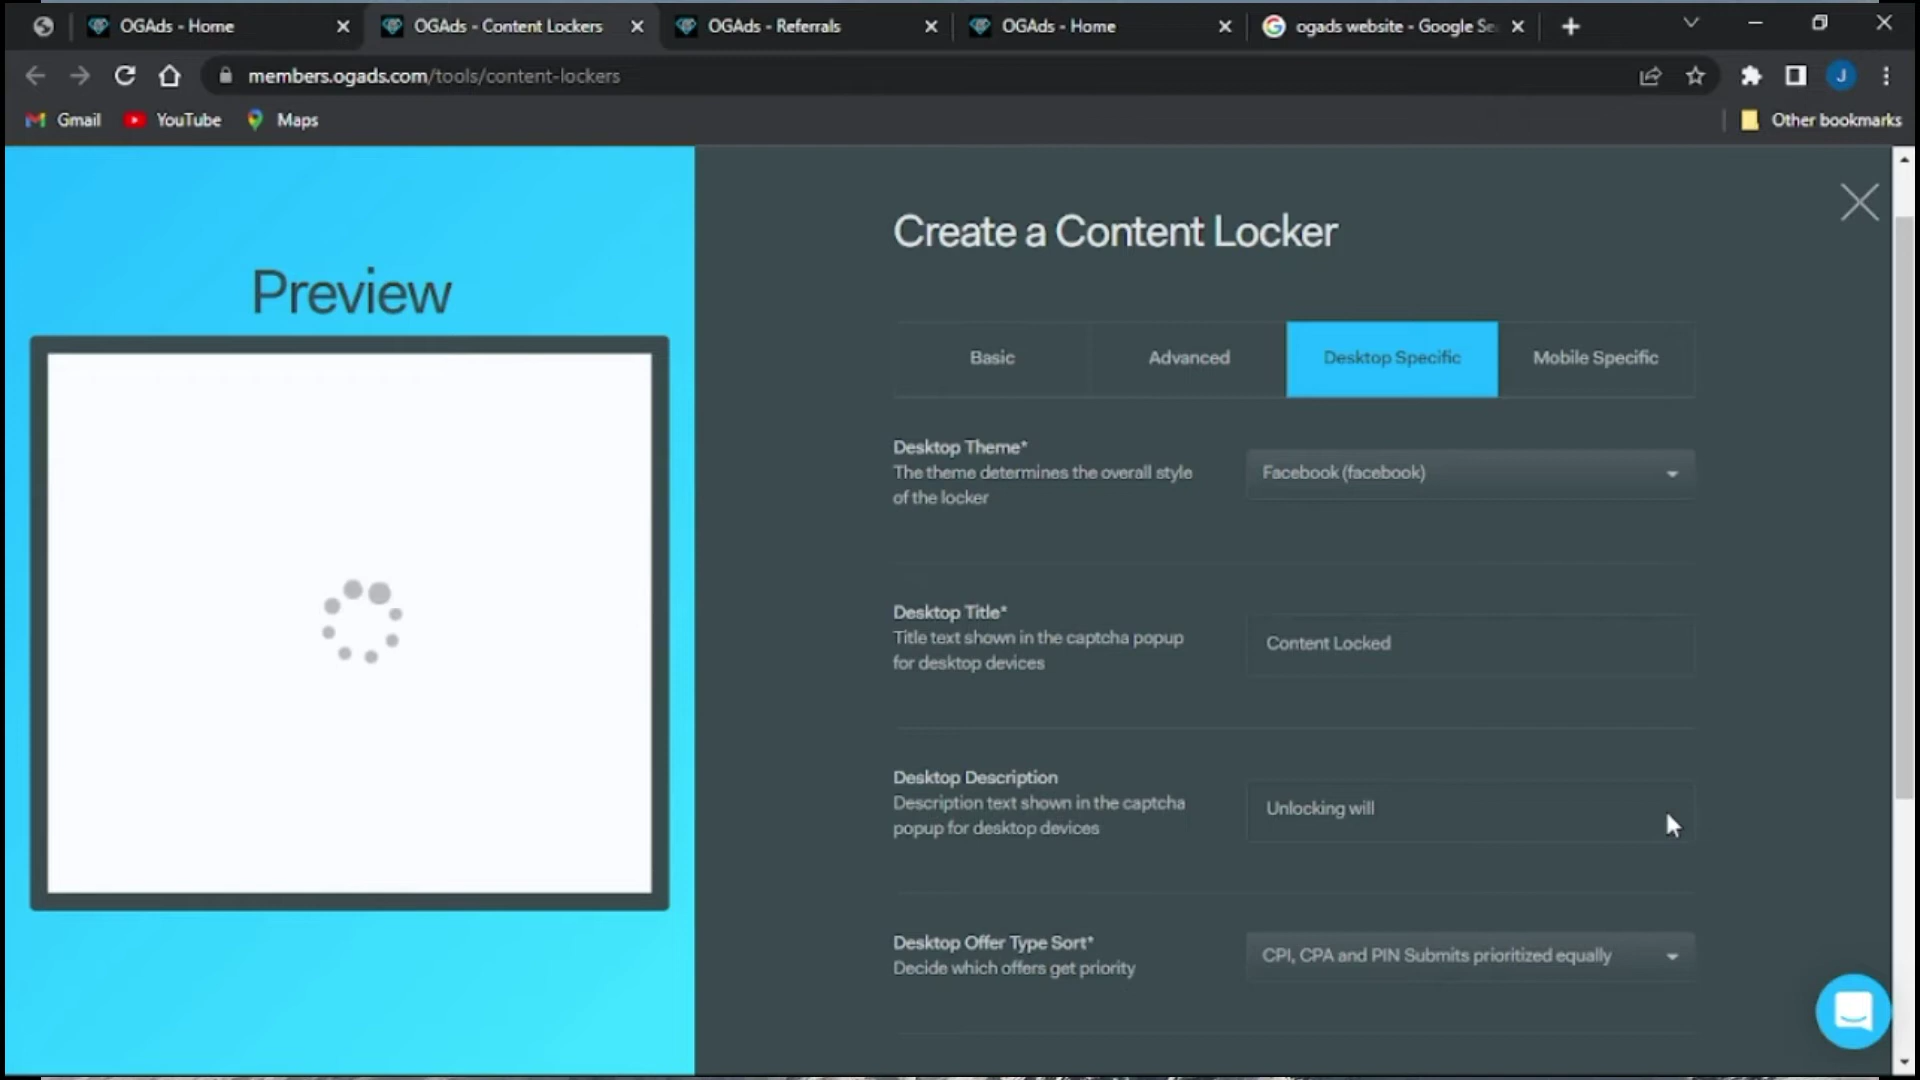 OGAds - Home
OGAds - Content Lockers
OGAds - Referrals
OGAds - Home
ogads website - Google Se
members.ogads.com/tools/content-lockers
J
Gmail
YouTube
Maps
Other bookmarks
Preview
Create a Content Locker
Basic
Advanced
Desktop Specific
Mobile Specific
Desktop Theme*
The theme determines the overall style
of the locker
Facebook (facebook)
Desktop Title*
Title text shown in the captcha popup
for desktop devices
Content Locked
Desktop Description
Description text shown in the captcha
popup for desktop devices
Unlocking will
Desktop Offer Type Sort*
Decide which offers get priority
CPI, CPA and PIN Submits prioritized equally